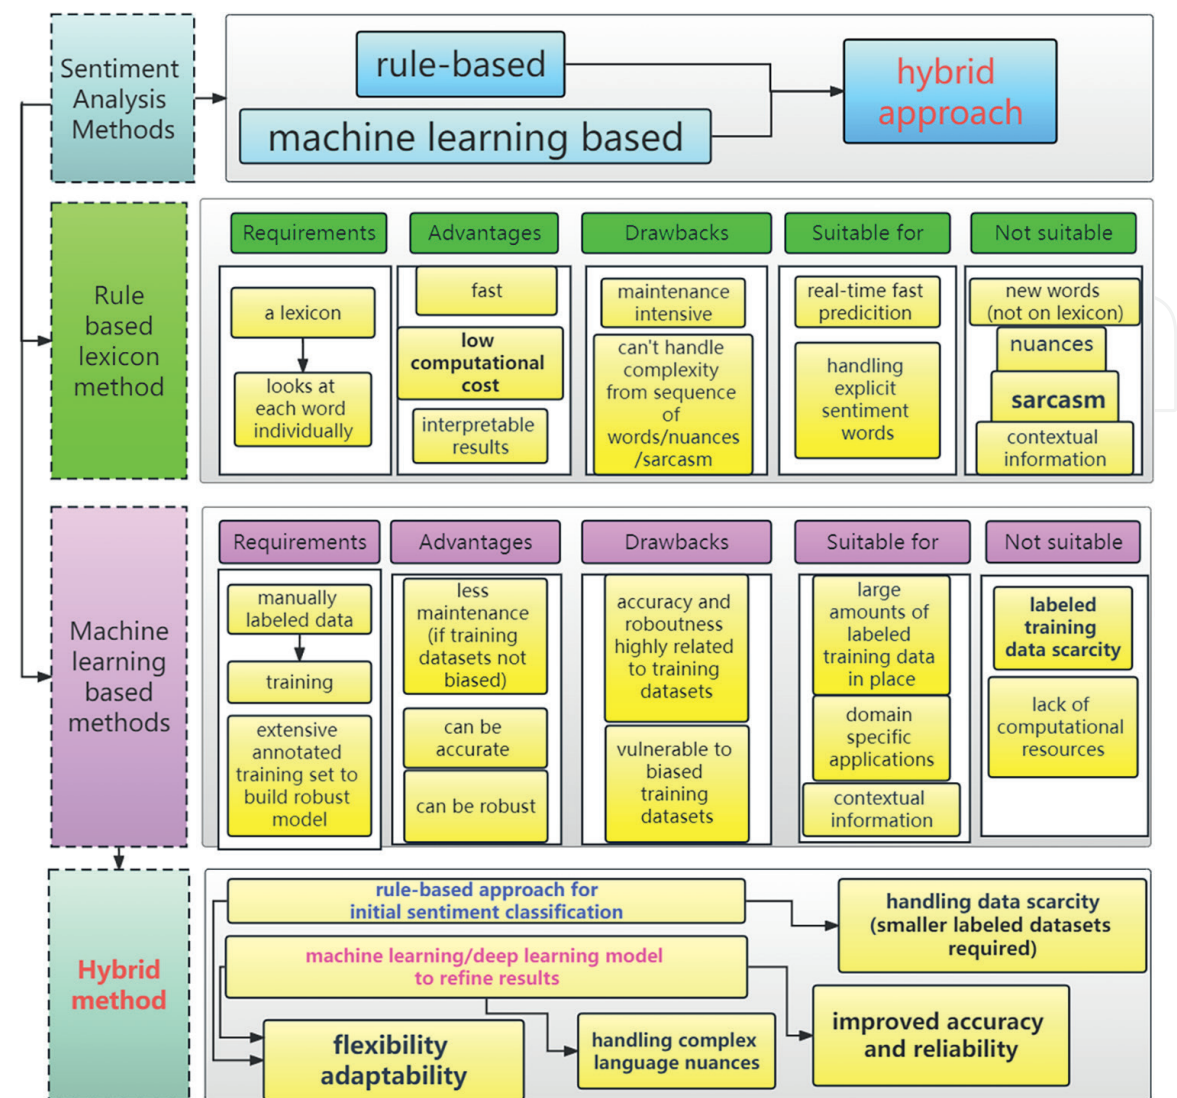 Sentiment
Analysis
Methods
rule-based
machine learning based
hybrid
approach
Rule
based
lexicon
method
Requirements
a lexicon
looks at
each word
individually
Advantages
fast
low
computational
cost
interpretable
results
Drawbacks
maintenance
intensive
can't handle
complexity
from sequence
of
words/nuances
/sarcasm
Suitable for
real-time fast
predicition
handling
explicit
sentiment
words
Not suitable
new words
(not on lexicon)
nuances
sarcasm
contextual
information
Machine
learning
based
methods
Requirements
manually
labeled data
training
extensive
annotated
training set to
build robust
model
Advantages
less
maintenance
(if training
datasets not
biased)
can be
accurate
can be robust
Drawbacks
accuracy and
roboutness
highly related
to training
datasets
vulnerable to
biased
training
datasets
Suitable for
large
amounts of
labeled
training data
in place
domain
specific
applications
contextual
information
Not suitable
labeled
training
data scarcity
lack of
computational
resources
Hybrid
method
rule-based approach for
initial sentiment classification
handling data scarcity
(smaller labeled datasets
required)
machine learning/deep learning model
to refine results
flexibility
adaptability
handling complex
language nuances
improved accuracy
and reliability